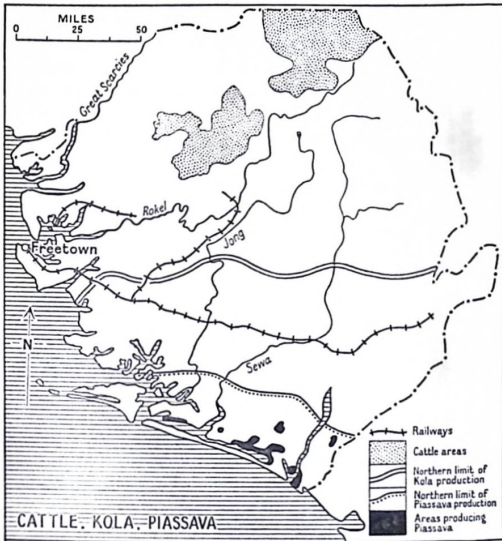 MILES
0 25 50
Great Scarcies
Rokel
Freetown
Jong
N
Sewa
Railways
Cattle areas
Northern limit of
Kola production
Northern limit of
Piassava production
Areas producing
Piassava
CATTLE, KOLA, PIASSAVA